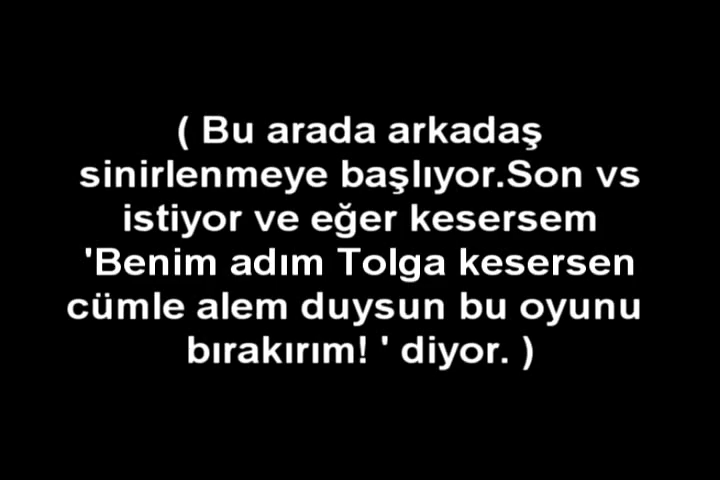 ( Bu arada arkadaş
sinirlenmeye başlıyor.Son vs
istiyor ve eğer kesersem
'Benim adım Tolga kesersen
cümle alem duysun bu oyunu
bırakırım! ' diyor. )